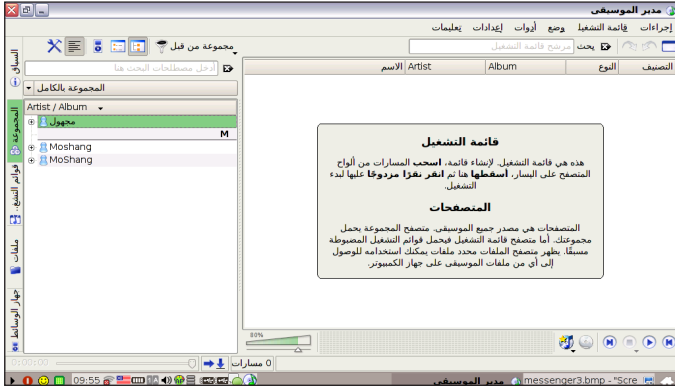 مدير الموسيقى
إجراءات قائمة التشغيل وضع أدوات إعدادات تعليمات
يحث مرشح قائمة التشغيل
مجموعة من قبل
التصنيف النوع Album Artist الاسم
أدخل مصطلحات البحث هنا
المجموعة بالكامل
Artist / Album
مجهول
M
Moshang
MoShang
السياق
المجموعة
قوائم التشغ..
ملفات
جهاز الوسائط
قائمة التشغيل
هذه هي قائمة التشغيل. لإنشاء قائمة، اسحب المسارات من ألواح
المتصفح على اليسار، أسقطها هنا ثم انقر نقرًا مزدوجًا عليها لبدء
التشغيل.
المتصفحات
المتصفحات هي مصدر جميع الموسيقى. متصفح المجموعة يحمل
مجموعتك. أما متصفح قائمة التشغيل فيحمل قوائم التشغيل المضبوطة
مسبقًا. يظهر متصفح الملفات محدد ملفات يمكنك استخدامه للوصول
إلى أي من ملفات الموسيقى على جهاز الكمبيوتر.
80%
0:00:00
0 مسارات
09:55
مدير الموسيقى
messenger3.bmp - "Scre